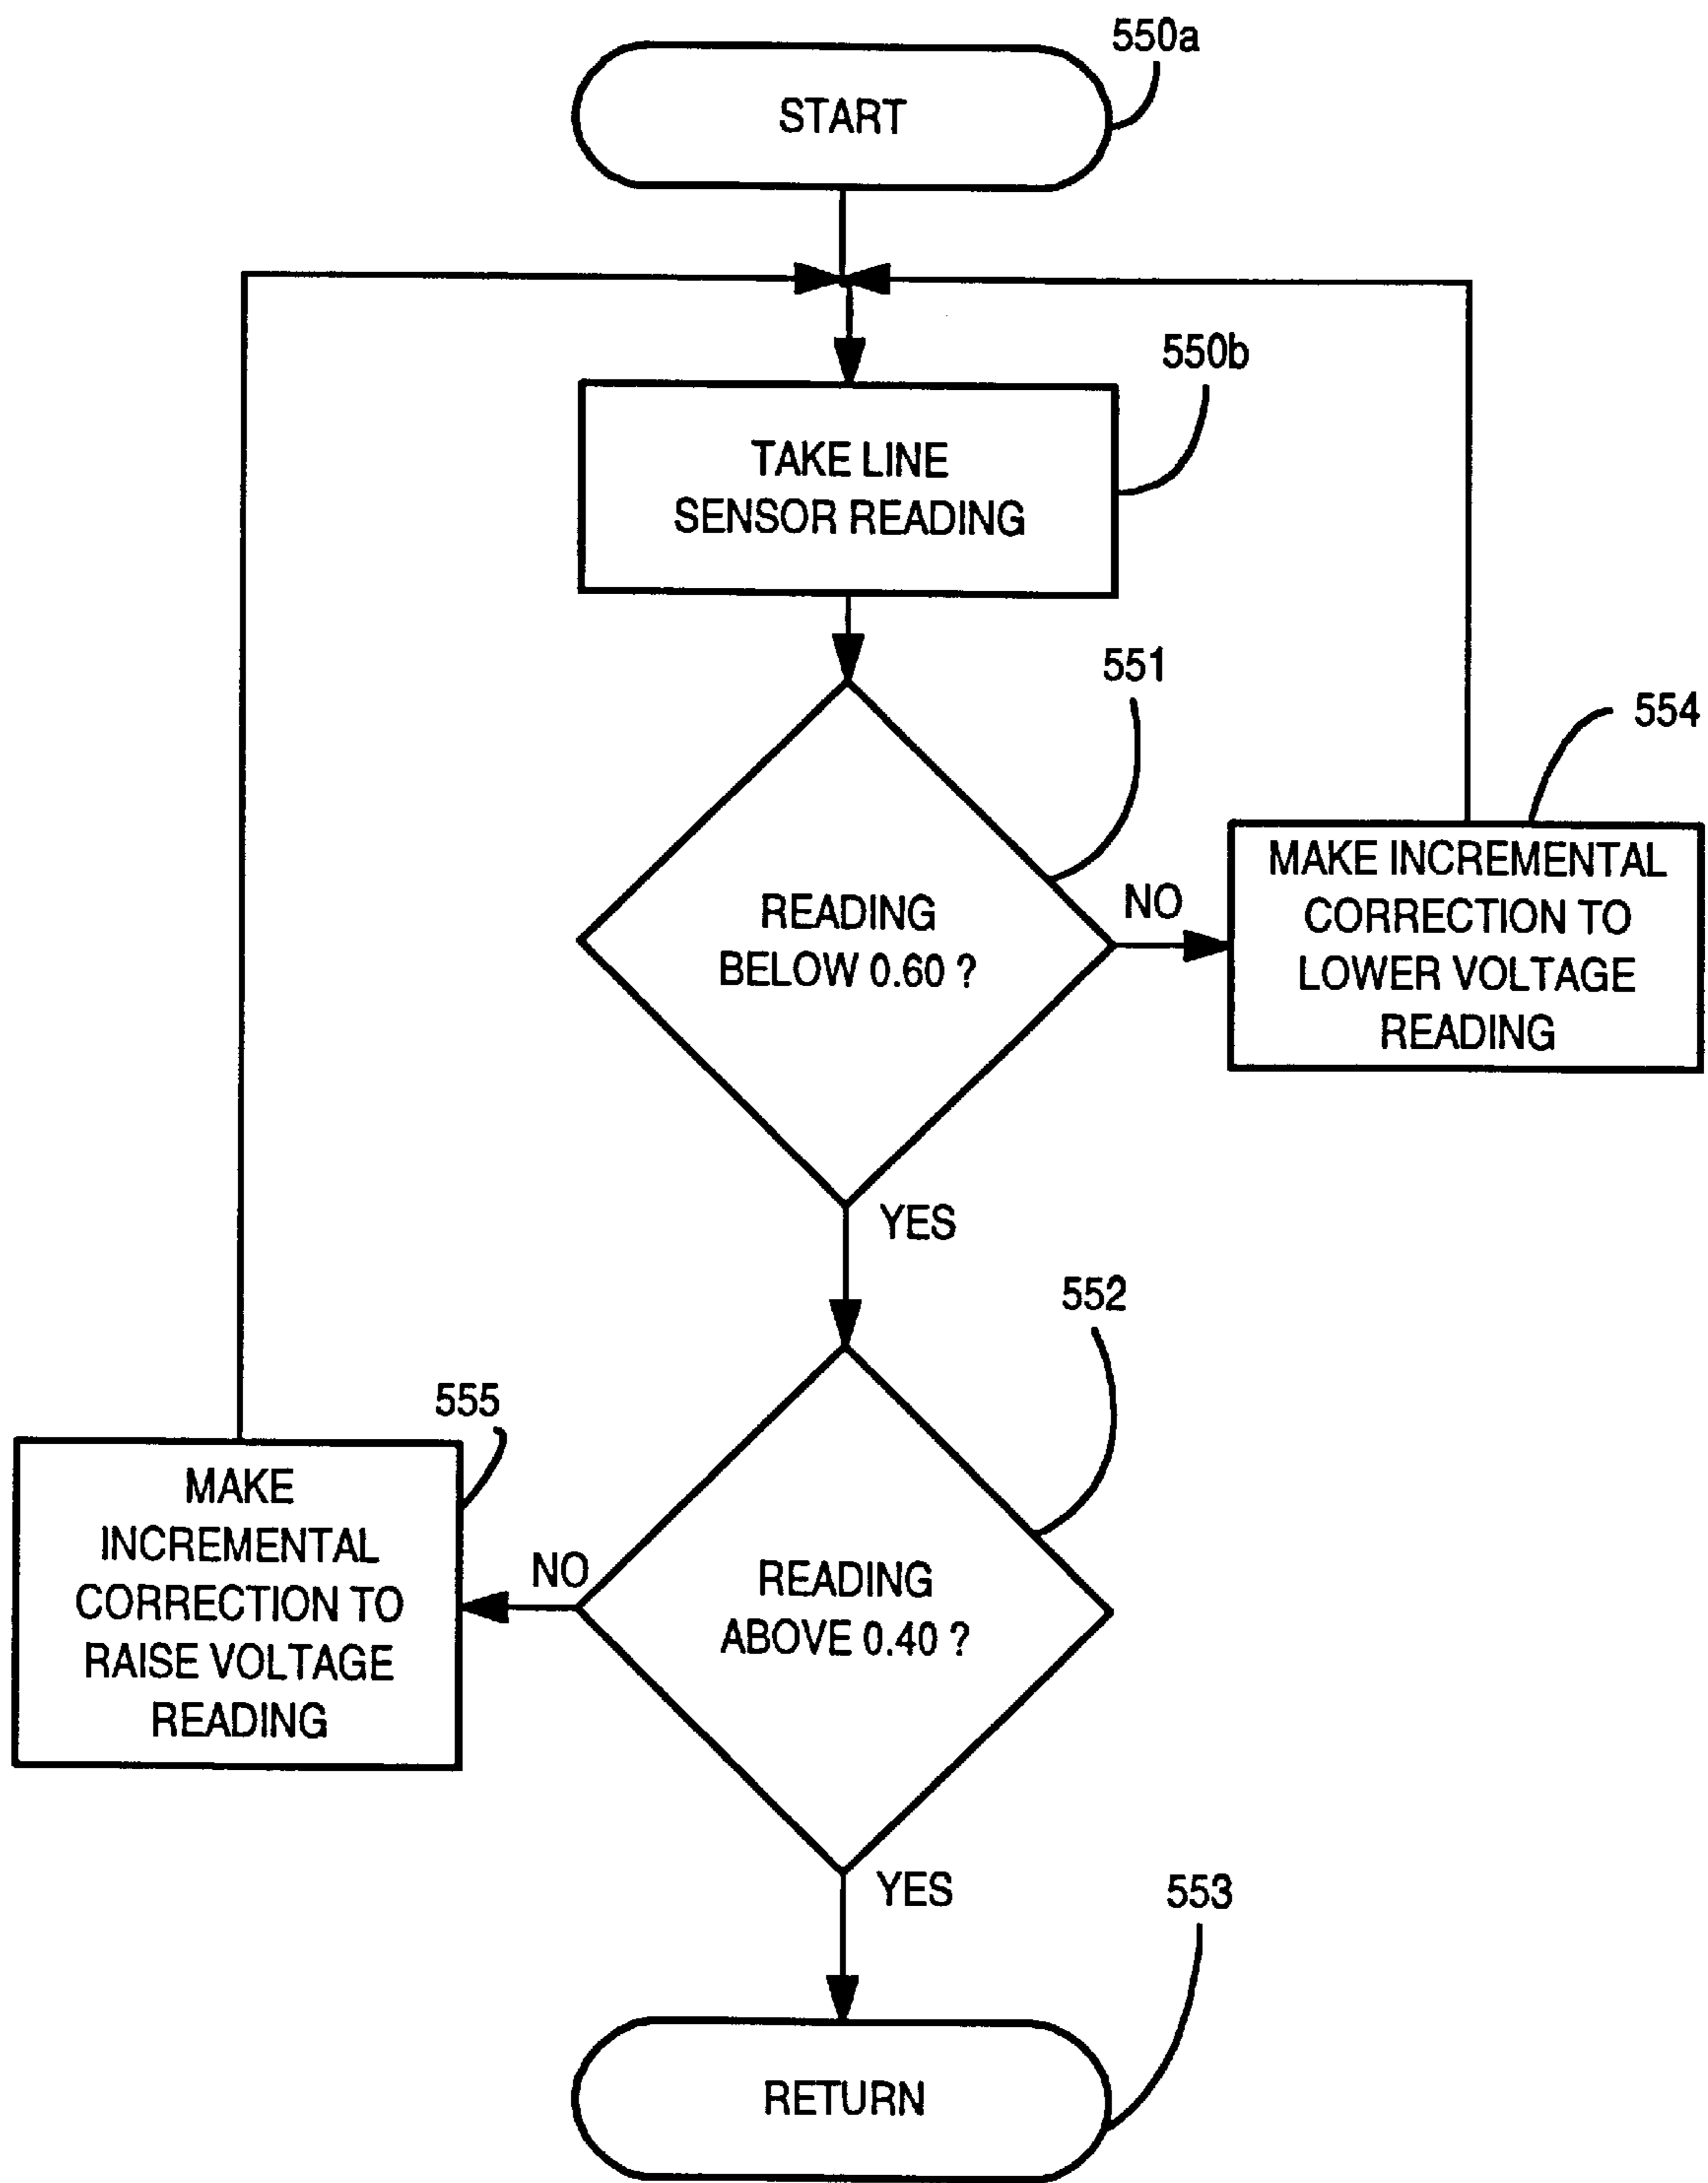 550a
START
550b
TAKE LINE
SENSOR READING
551
554
READING
BELOW 0.60 ?
NO
MAKE INCREMENTAL
CORRECTION TO
LOWER VOLTAGE
READING
YES
552
555
MAKE
INCREMENTAL
CORRECTION TO
RAISE VOLTAGE
READING
NO
READING
ABOVE 0.40 ?
YES
553
RETURN